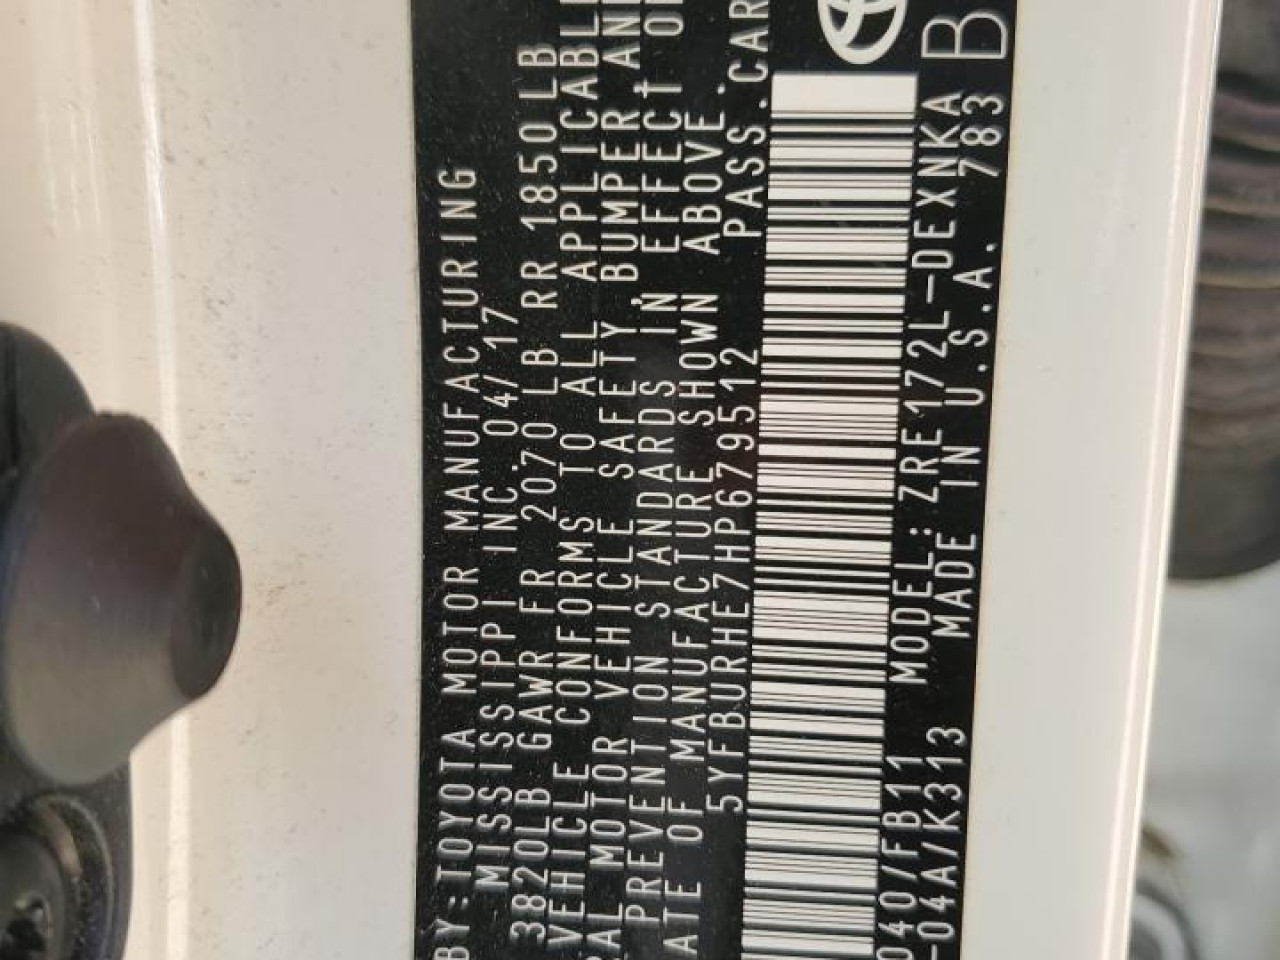 BY:TOYOTA MOTOR MANUFACTURING
MISSISSIPPI INC. 04/17
3820LB GAWR FR 2070 LB RR 1850LB
VEHICLE CONFORMS TO ALL APPLICABLE
AL MOTOR VEHICLE SAFETY, BUMPER, AN
PREVENTION STANDARDS IN EFFECT O
ATE OF MANUFACTURE SHOWN ABOVE.
5YFBURHE7HP679512 PASS.CAR
040/FB11 MODEL:ZRE172L-DEXNKA B
-04A/K313 MADE IN U.S.A. 783 B